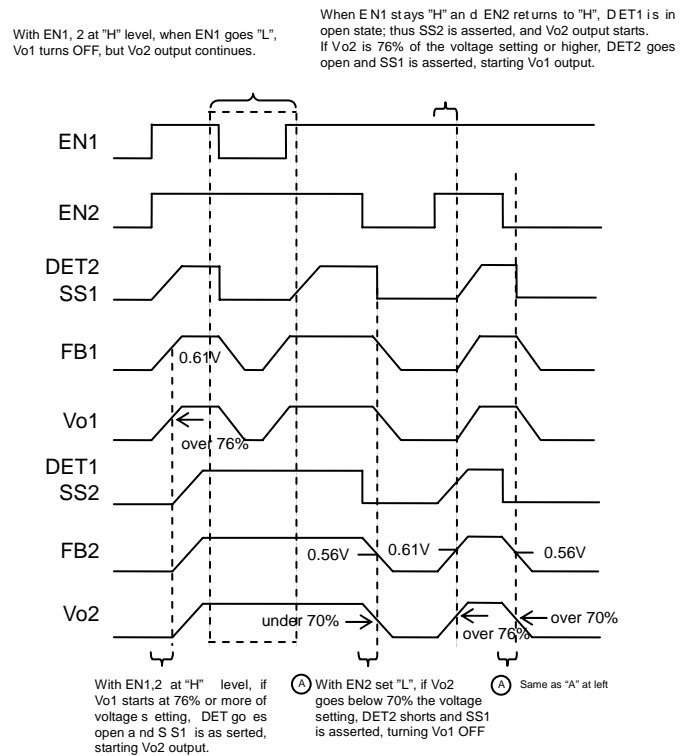 With EN1, 2 at "H" level, when EN1 goes "L",
Vo1 turns OFF, but Vo2 output continues.
When E N1 st ays "H" an d EN2 ret urns to "H", D ET1 i s in
open st ate; thus SS2 is asserted, and Vo2 output starts.
If Vo2 is 76% of the voltage setting or higher, DET2 goes
open and SS1 is asserted, starting Vo1 output.
EN1
EN2
DET2
SS1
FB1
0.61V
Vo1
over 76%
DET1
SS2
FB2
0.56V
0.61V
0.56V
Vo2
under 70%
over 76%
over 70%
With EN1,2 at "H" level, if
Vo1 starts at 76% or more of
voltage s etting, DET go es
open a nd S S1 is as serted,
starting Vo2 output.
A With EN2 set "L", if Vo2
goes below 70% the voltage
setting, DET2 shorts and SS1
is asserted, turning Vo1 OFF
A Same as "A" at left